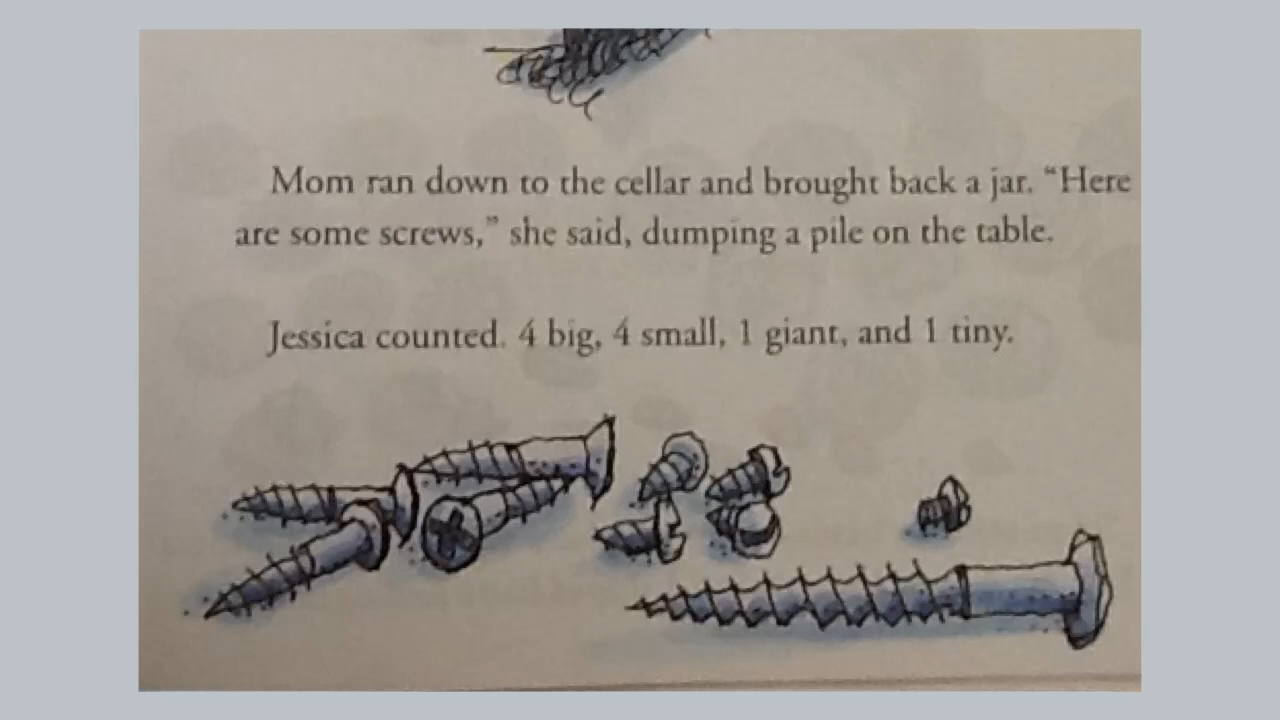 Mom ran down to the cellar and brought back a jar. “Here
are some screws,” she said, dumping a pile on the table.
Jessica counted. 4 big, 4 small, 1 giant, and 1 tiny.